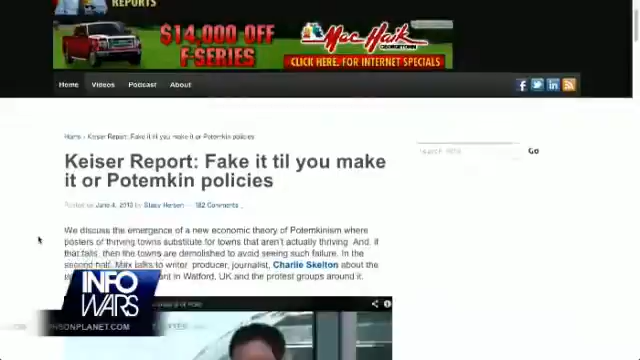 REPORTS
$14,000 OFF
F-SERIES
Mac Haik
GEORGETOWN
CLICK HERE FOR INTERNET SPECIALS
Home Videos Podcast About
Home » Keiser Report: Fake it til you make it or Potemkin policies
Keiser Report: Fake it til you make
it or Potemkin policies
Posted on June 4, 2013 by Stacy Herbert — 182 Comments ↓
Go
We discuss the emergence of a new economic theory of Potemkinism where
posters of thriving towns substitute for towns that aren't actually thriving. And, if
that fails, then the towns are demolished to avoid seeing such failure. In the
second half, Max talks to writer, producer, journalist, Charlie Skelton about the
in Watford, UK and the protest groups around it.
INFO
WARS
PLANET.COM